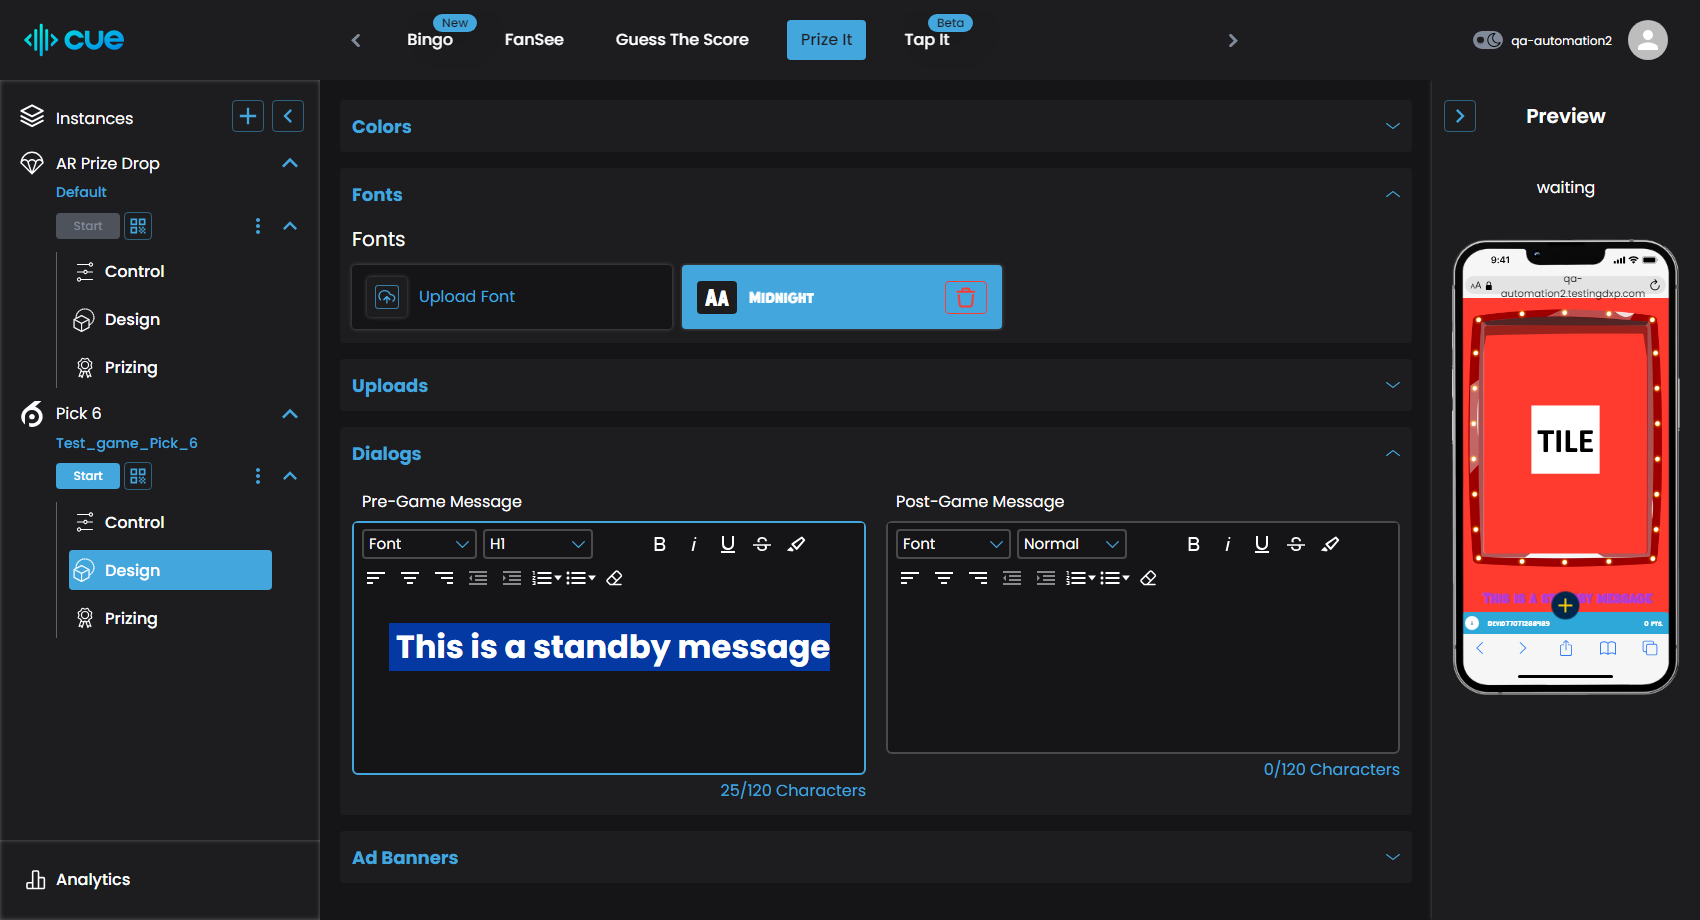 cue
New
Bingo
FanSee
Guess The Score
Prize It
Beta
Tap It
qa-automation2
Instances
AR Prize Drop
Default
Start
Control
Design
Prizing
Pick 6
Test_game_Pick_6
Start
Control
Design
Prizing
Analytics
Colors
Fonts
Fonts
Upload Font
AA
Midnight
Uploads
Dialogs
Pre-Game Message
Font
H1
B i U S
This is a standby message
25/120 Characters
Post-Game Message
Font
Normal
B i U S
0/120 Characters
Ad Banners
Preview
waiting
9:41
AA
qa-
automation2.testingdxp.com
TILE
THIS IS A STANDBY MESSAGE
0 PTS.